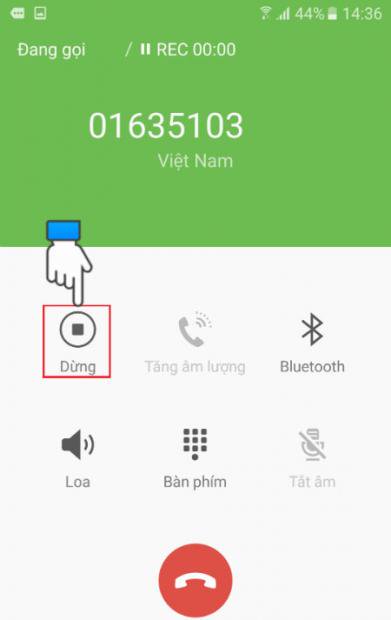 44% 14:36
Đang gọi / REC 00:00
01635103
Việt Nam
Dừng Tăng âm lượng Bluetooth
Loa Bàn phím Tắt âm